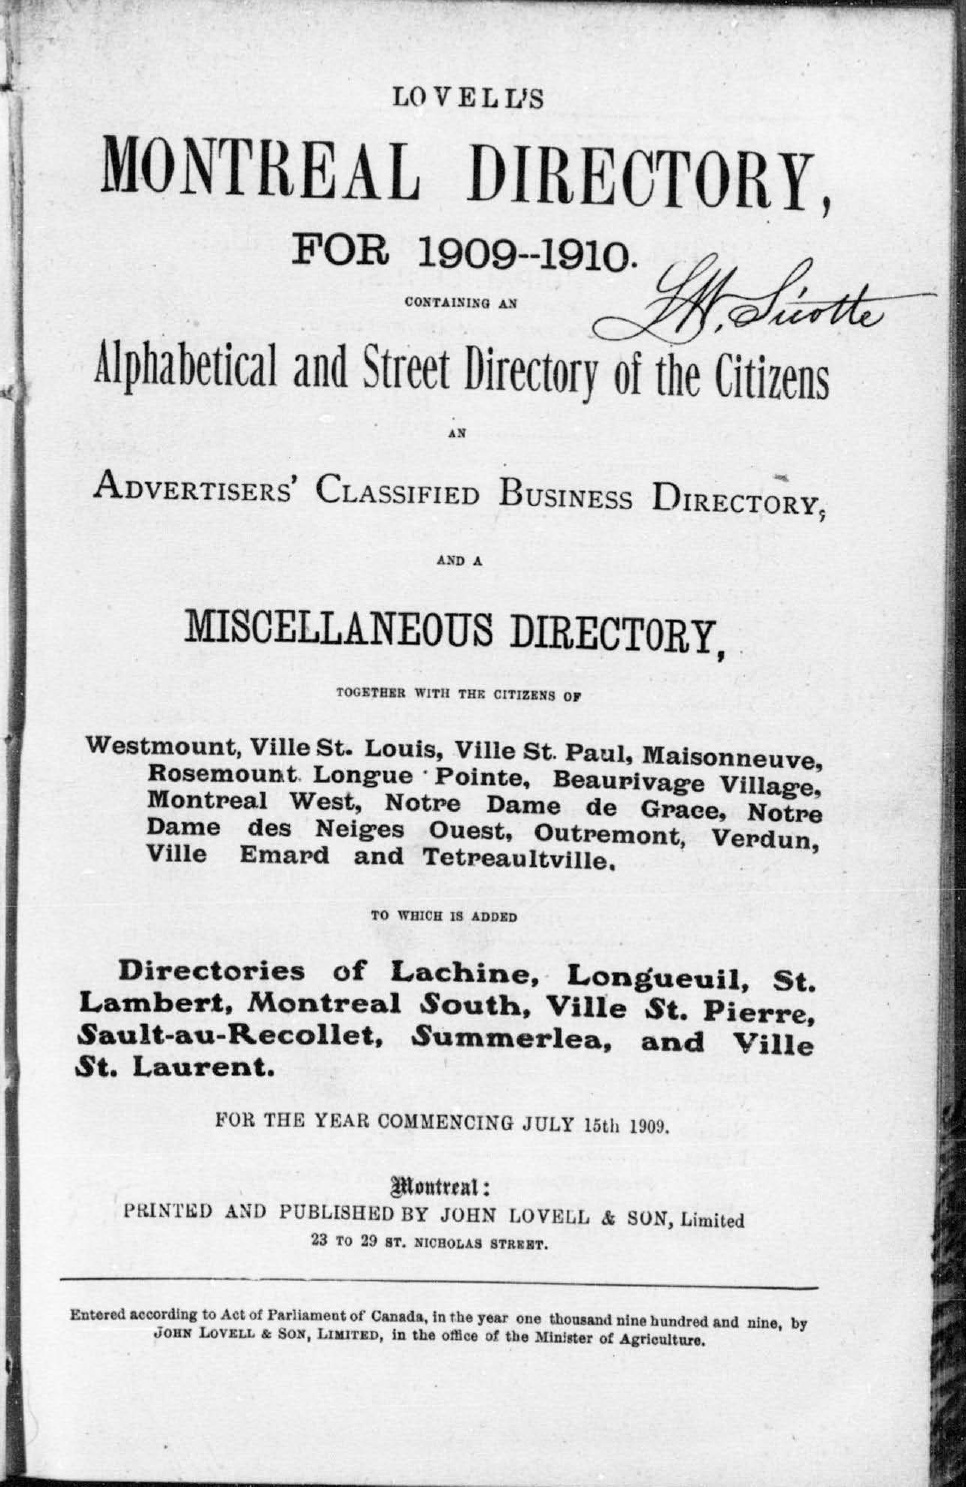 LOVELL'S
MONTREAL DIRECTORY,
FOR 1909--1910.
L.W. Sicotte
CONTAINING AN
Alphabetical and Street Directory of the Citizens
AN
ADVERTISERS' CLASSIFIED BUSINESS DIRECTORY,
AND A
MISCELLANEOUS DIRECTORY,
TOGETHER WITH THE CITIZENS OF
Westmount, Ville St. Louis, Ville St. Paul, Maisonneuve,
Rosemount. Longue Pointe, Beaurivage Village,
Montreal West, Notre Dame de Grace, Notre
Dame des Neiges Ouest, Outremont, Verdun,
Ville Emard and Tetreaultville.
TO WHICH IS ADDED
Directories of Lachine, Longueuil, St.
Lambert, Montreal South, Ville St. Pierre,
Sault-au-Recollet, Summerlea, and Ville
St. Laurent.
FOR THE YEAR COMMENCING JULY 15th 1909.
Montreal:
PRINTED AND PUBLISHED BY JOHN LOVELL & SON, Limited
23 TO 29 ST. NICHOLAS STREET.
Entered according to Act of Parliament of Canada, in the year one thousand nine hundred and nine, by
JOHN LOVELL & SON, LIMITED, in the office of the Minister of Agriculture.